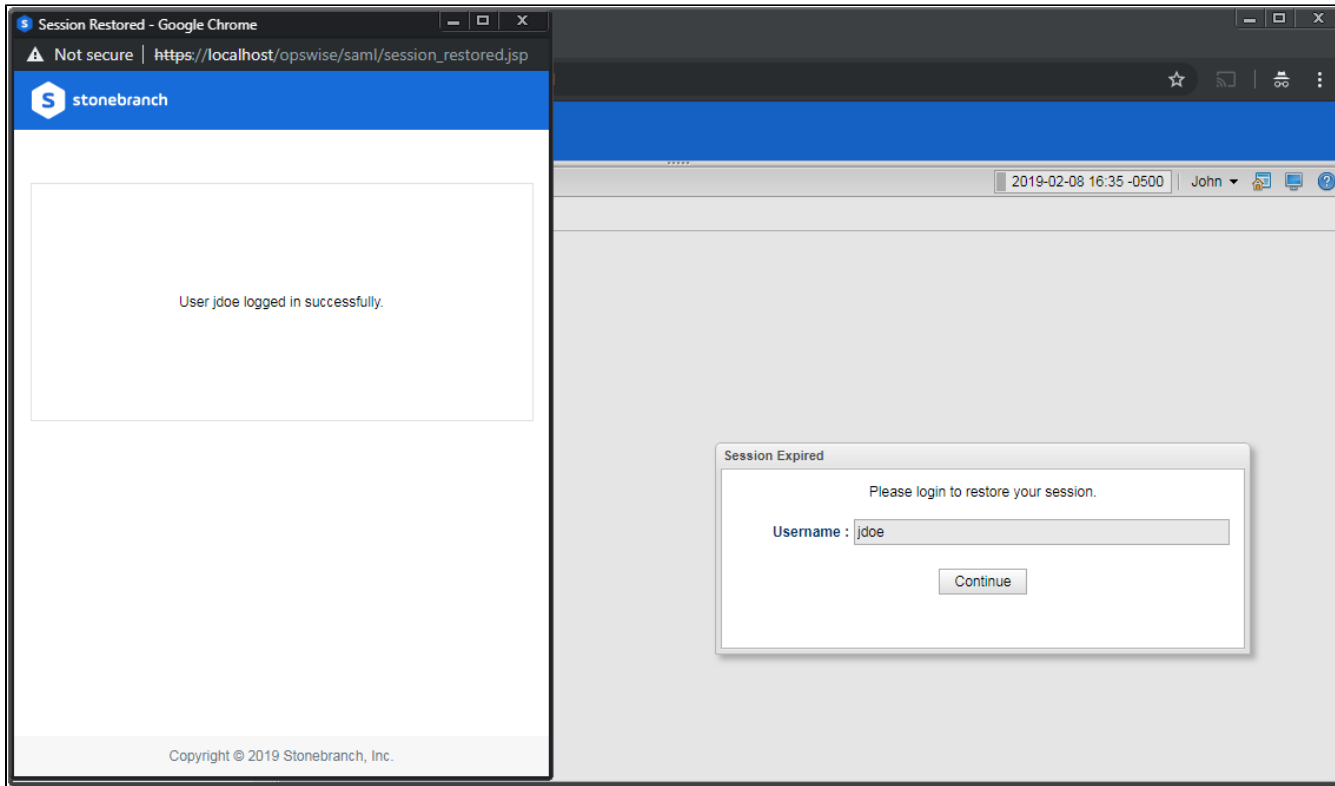 Session Restored - Google Chrome
Not secure | https://localhost/opswise/saml/session_restored.jsp
S stonebranch
User jdoe logged in successfully.
Copyright © 2019 Stonebranch, Inc.
2019-02-08 16:35 -0500 John
Session Expired
Please login to restore your session.
Username : jdoe
Continue